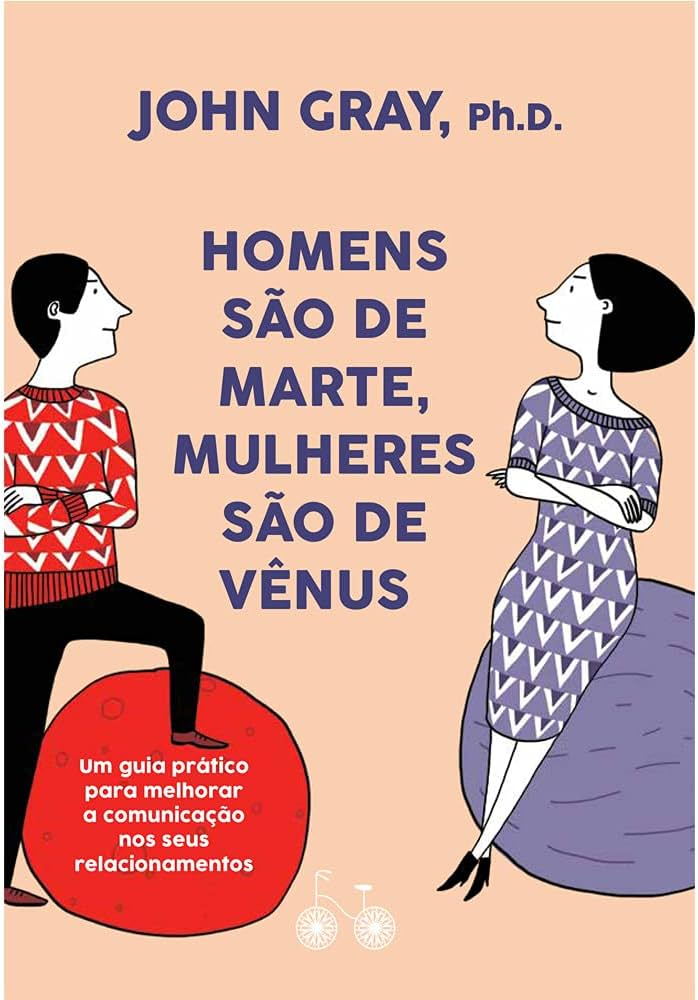 JOHN GRAY, Ph.D.
HOMENS
SÃO DE
MARTE,
MULHERES
SÃO DE
VÊNUS
Um guia prático
para melhorar
a comunicação
nos seus
relacionamentos